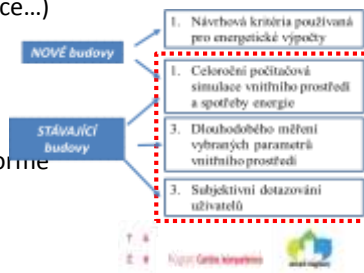 ce…)
NOVÉ budovy
1. Návrhová kritéria používaná
pro energetické výpočty
1. Celoroční počítačová
simulace vnitřního prostředí
a spotřeby energie
STÁVAJÍCÍ
budovy
3. Dlouhodobého měření
vybraných parametrů
vnitřního prostředí
ormě
3. Subjektivní dotazování
uživatelů
T A
Č R